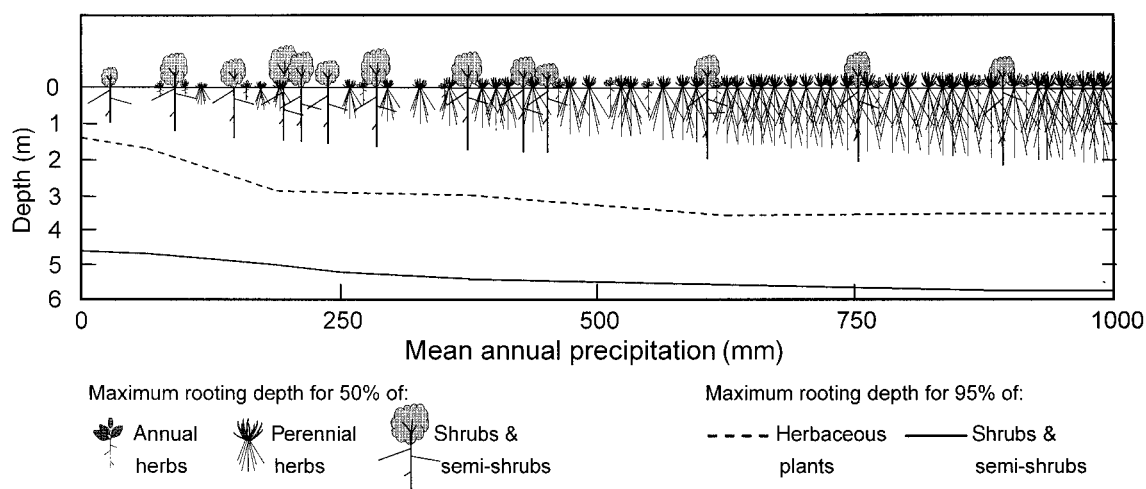 Depth (m)
0
1
2
3
4
5
6
0
250
500
750
1000
Mean annual precipitation (mm)
Maximum rooting depth for 50% of:
Annual
herbs
Perennial
herbs
Shrubs &
semi-shrubs
Maximum rooting depth for 95% of:
Herbaceous
plants
Shrubs &
semi-shrubs